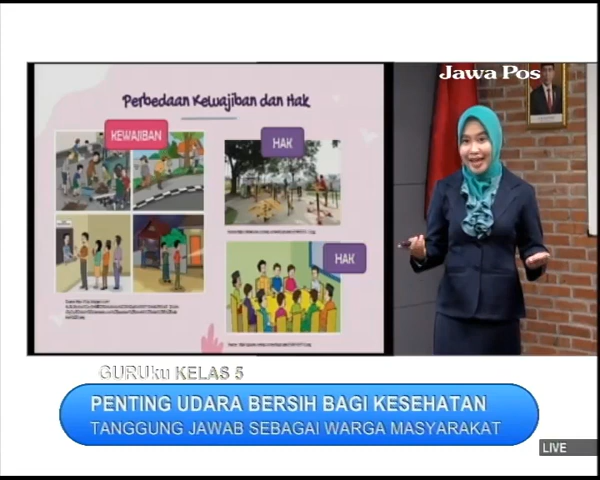 Jawa Pos
Perbedaan Kewajiban dan Hak
KEWAJIBAN
HAK
HAK
GURUku KELAS 5
PENTING UDARA BERSIH BAGI KESEHATAN
TANGGUNG JAWAB SEBAGAI WARGA MASYARAKAT
LIVE